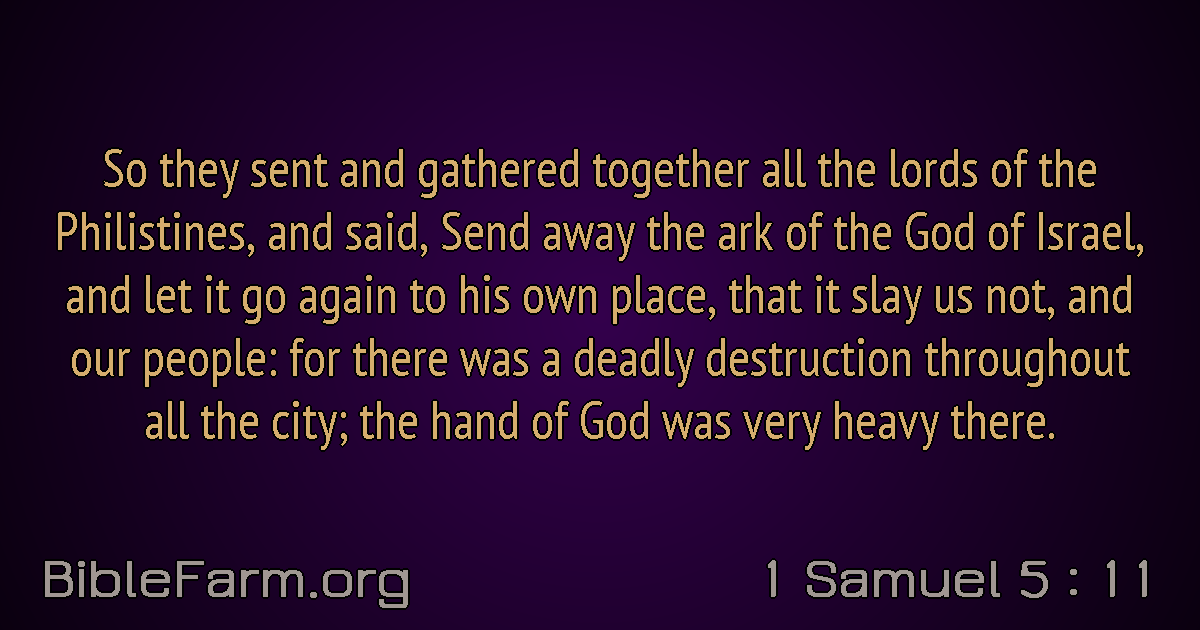 So they sent and gathered together all the lords of the
Philistines, and said, Send away the ark of the God of Israel,
and let it go again to his own place, that it slay us not, and
our people: for there was a deadly destruction throughout
all the city; the hand of God was very heavy there.
BibleFarm.org
1 Samuel 5 : 11